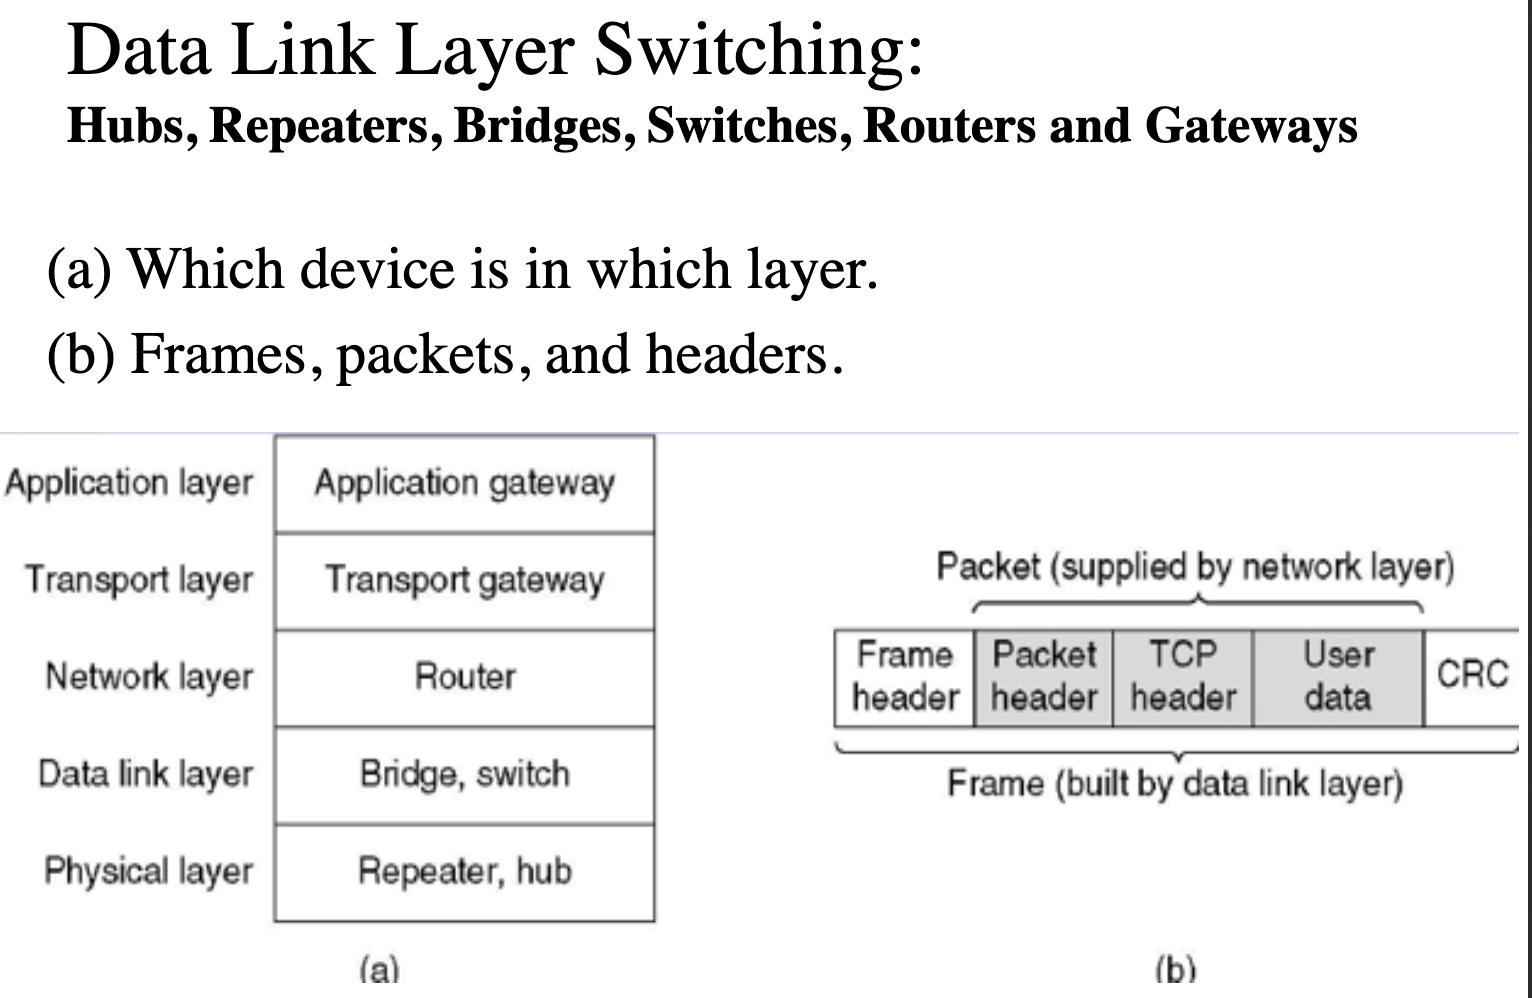 Data Link Layer Switching:
Hubs, Repeaters, Bridges, Switches, Routers and Gateways
(a) Which device is in which layer.
(b) Frames, packets, and headers.
Application layer
Application gateway
Transport layer
Transport gateway
Network layer
Router
Data link layer
Bridge, switch
Physical layer
Repeater, hub
(a)
Packet (supplied by network layer)
Frame
header
Packet
header
TCP
header
User
data
CRC
Frame (built by data link layer)
(b)